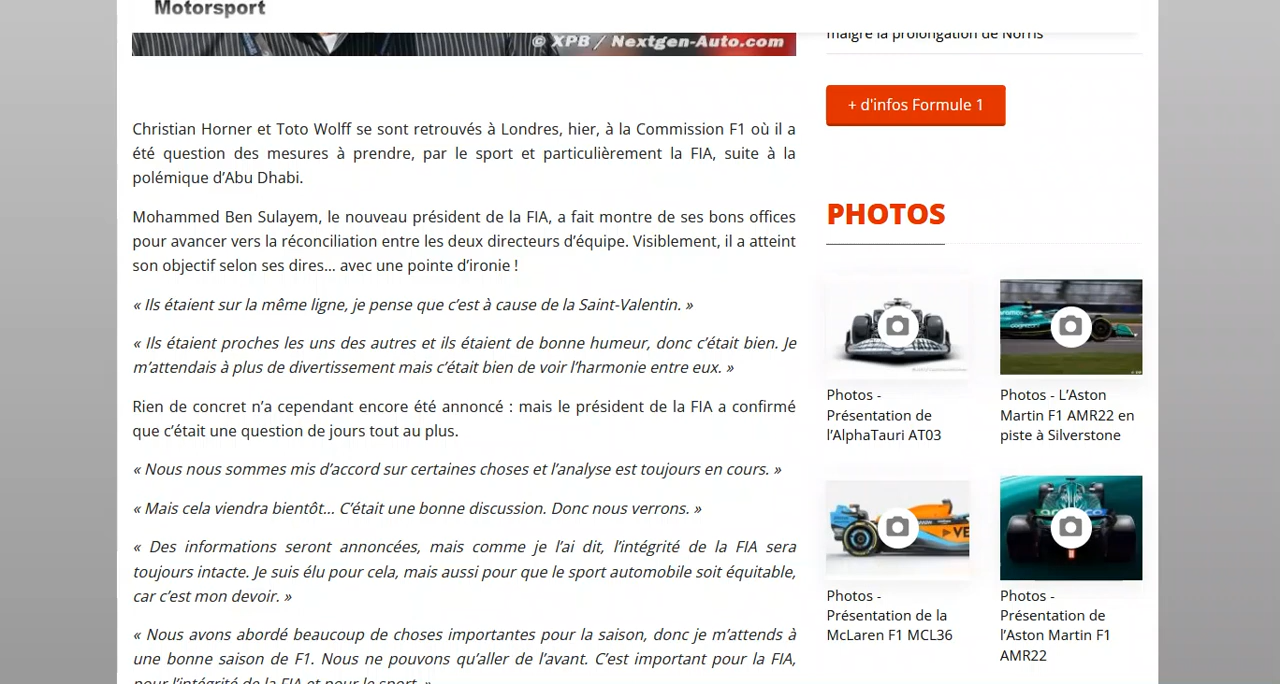 Motorsport
© XPB / Nextgen-Auto.com
Christian Horner et Toto Wolff se sont retrouvés à Londres, hier, à la Commission F1 où il a
été question des mesures à prendre, par le sport et particulièrement la FIA, suite à la
polémique d’Abu Dhabi.
Mohammed Ben Sulayem, le nouveau président de la FIA, a fait montre de ses bons offices
pour avancer vers la réconciliation entre les deux directeurs d’équipe. Visiblement, il a atteint
son objectif selon ses dires... avec une pointe d’ironie !
« Ils étaient sur la même ligne, je pense que c’est à cause de la Saint-Valentin. »
« Ils étaient proches les uns des autres et ils étaient de bonne humeur, donc c’était bien. Je
m’attendais à plus de divertissement mais c’était bien de voir l’harmonie entre eux. »
Rien de concret n’a cependant encore été annoncé : mais le président de la FIA a confirmé
que c’était une question de jours tout au plus.
« Nous nous sommes mis d’accord sur certaines choses et l’analyse est toujours en cours. »
« Mais cela viendra bientôt... C’était une bonne discussion. Donc nous verrons. »
« Des informations seront annoncées, mais comme je l’ai dit, l’intégrité de la FIA sera
toujours intacte. Je suis élu pour cela, mais aussi pour que le sport automobile soit équitable,
car c’est mon devoir. »
« Nous avons abordé beaucoup de choses importantes pour la saison, donc je m’attends à
une bonne saison de F1. Nous ne pouvons qu’aller de l’avant. C’est important pour la FIA,
pour l’intégrité de la FIA et pour le sport. »
malgré la prolongation de Norris
+ d'infos Formule 1
PHOTOS
Photos -
Présentation de
l’AlphaTauri AT03
Photos - L’Aston
Martin F1 AMR22 en
piste à Silverstone
Photos -
Présentation de la
McLaren F1 MCL36
Photos -
Présentation de
l’Aston Martin F1
AMR22